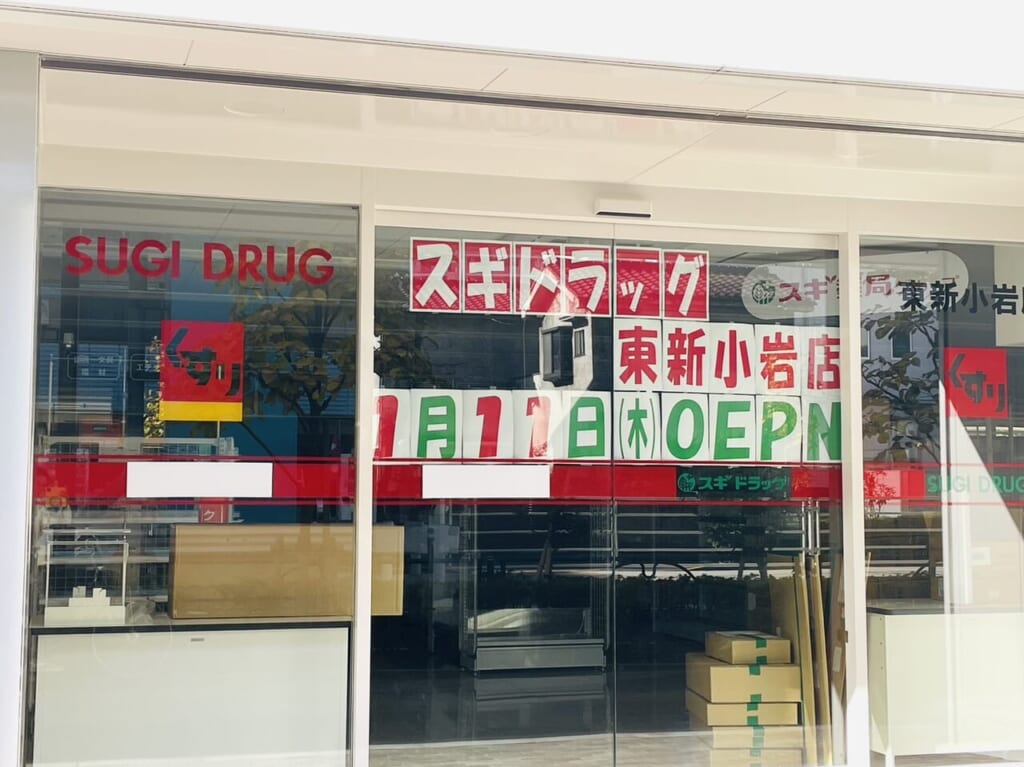 SUGI DRUG
スギドラッグ
スギ薬局
東新小岩
東新小岩店
くすり
くすり
1月11日(木)OEPN
スギドラッグ
SUGI DRUG